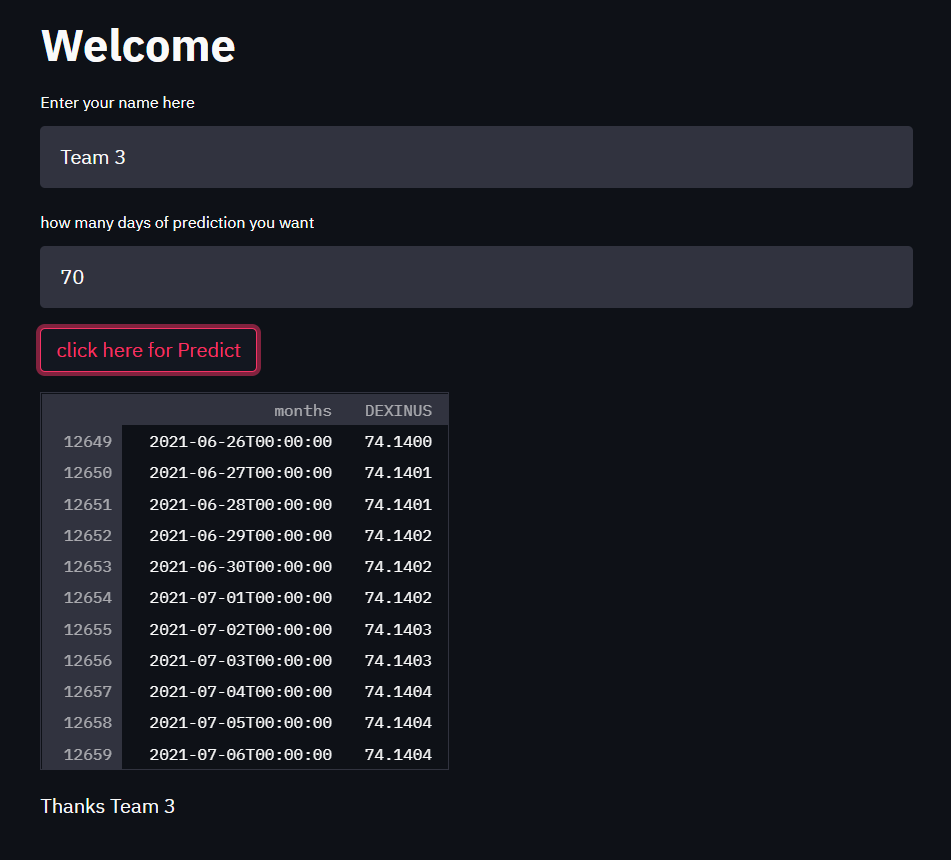 Welcome
Enter your name here
Team 3
how many days of prediction you want
70
click here for Predict
months DEXINUS
12649 2021-06-26T00:00:00 74.1400
12650 2021-06-27T00:00:00 74.1401
12651 2021-06-28T00:00:00 74.1401
12652 2021-06-29T00:00:00 74.1402
12653 2021-06-30T00:00:00 74.1402
12654 2021-07-01T00:00:00 74.1402
12655 2021-07-02T00:00:00 74.1403
12656 2021-07-03T00:00:00 74.1403
12657 2021-07-04T00:00:00 74.1404
12658 2021-07-05T00:00:00 74.1404
12659 2021-07-06T00:00:00 74.1404
Thanks Team 3